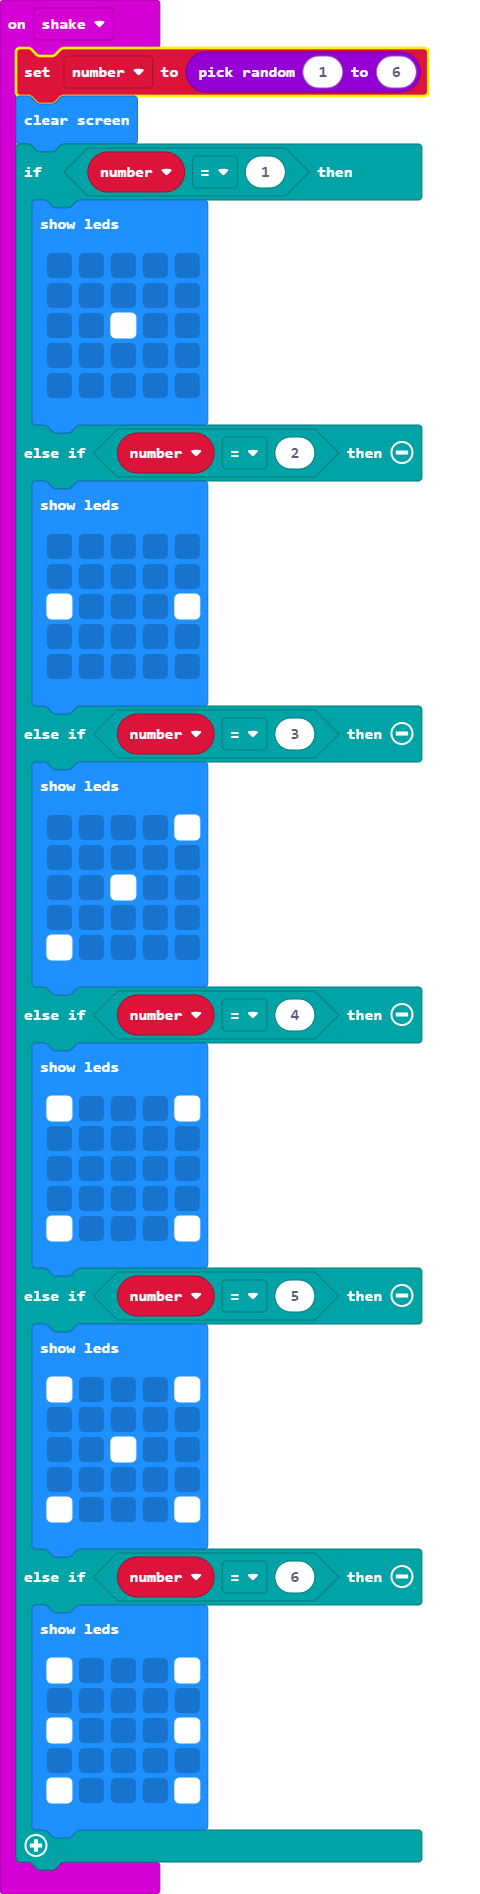 on shake
set number to pick random 1 to 6
clear screen
if number = 1 then
show leds
else if number = 2 then
show leds
else if number = 3 then
show leds
else if number = 4 then
show leds
else if number = 5 then
show leds
else if number = 6 then
show leds